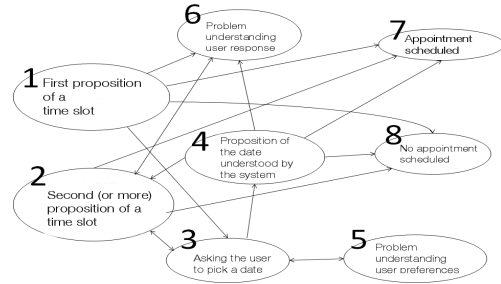 6
Problem
understanding
user response
7
Appointment
scheduled
1
First proposition
of a
time slot
4
Proposition of
the date
understood by
the system
8
No appointment
scheduled
2
Second (or more)
proposition of a
time slot
3
Asking the user
to pick a date
5
Problem
understanding
user preferences